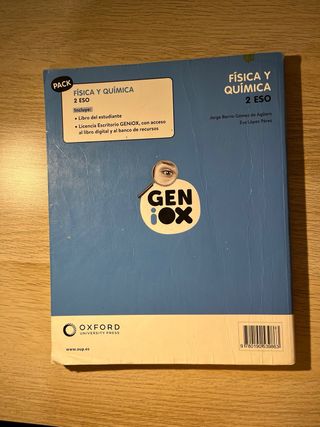 PACK
FÍSICA Y QUÍMICA
2 ESO
Incluye:
• Libro del estudiante
• Licencia Escritorio GENiOX, con acceso
al libro digital y al banco de recursos
FÍSICA Y
QUÍMICA
2 ESO
Jorge Barrio Gómez de Agüero
Eva López Pérez
GEN
iOX
OXFORD
UNIVERSITY PRESS
www.oup.es
9780190539863